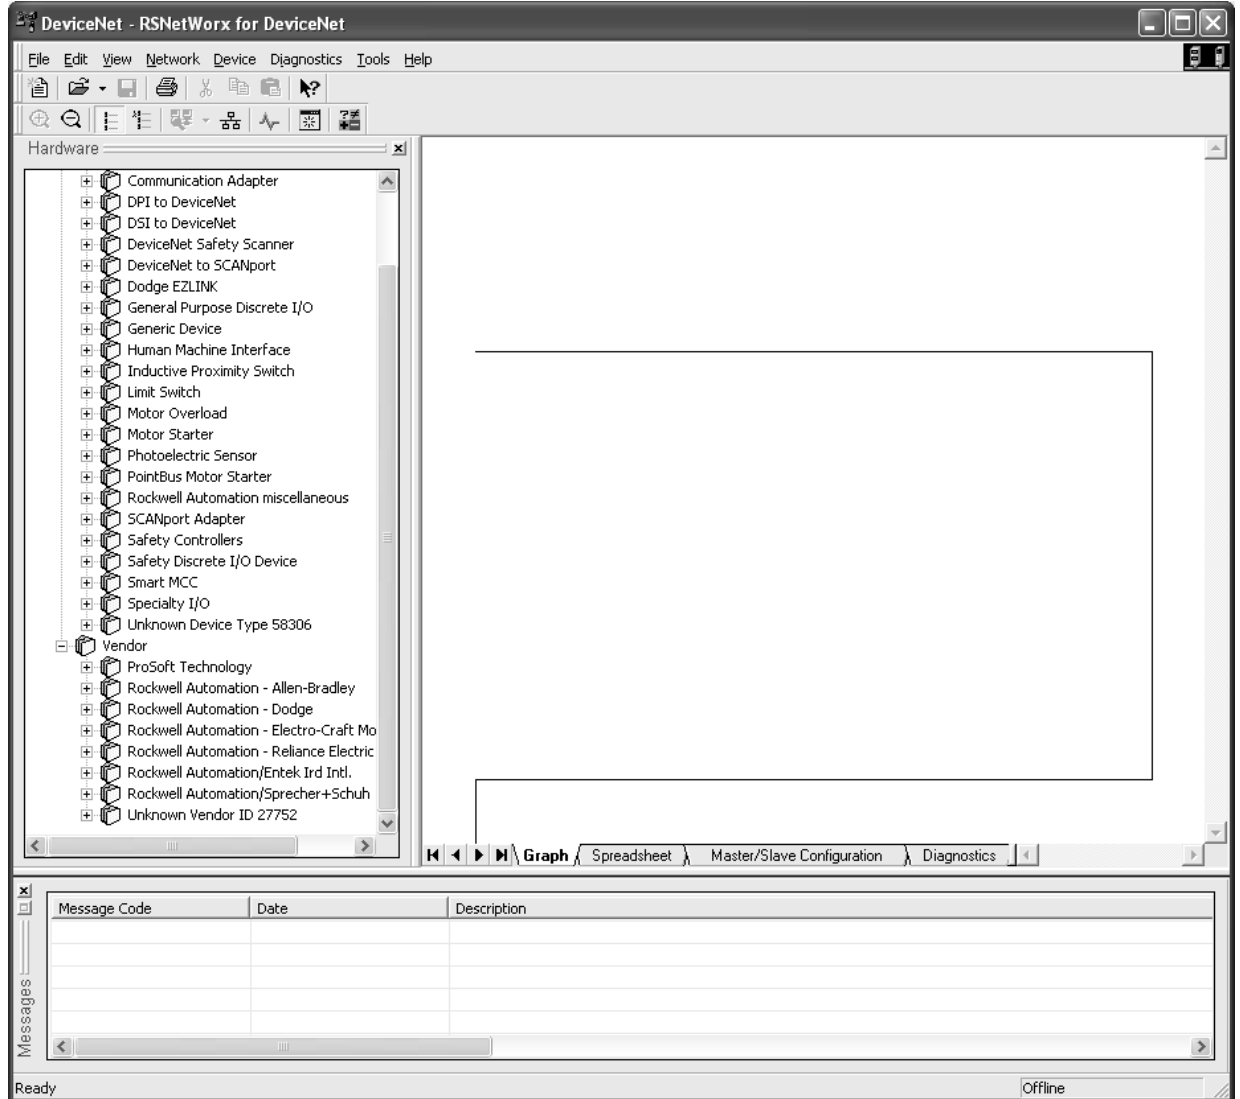 DeviceNet - RSNetWorx for DeviceNet
File Edit View Network Device Diagnostics Tools Help
Hardware
Communication Adapter
DPI to DeviceNet
DSI to DeviceNet
DeviceNet Safety Scanner
DeviceNet to SCANport
Dodge EZLINK
General Purpose Discrete I/O
Generic Device
Human Machine Interface
Inductive Proximity Switch
Limit Switch
Motor Overload
Motor Starter
Photoelectric Sensor
PointBus Motor Starter
Rockwell Automation miscellaneous
SCANport Adapter
Safety Controllers
Safety Discrete I/O Device
Smart MCC
Specialty I/O
Unknown Device Type 58306
Vendor
ProSoft Technology
Rockwell Automation - Allen-Bradley
Rockwell Automation - Dodge
Rockwell Automation - Electro-Craft Mo
Rockwell Automation - Reliance Electric
Rockwell Automation/Entek Ird Intl.
Rockwell Automation/Sprecher+Schuh
Unknown Vendor ID 27752
Graph Spreadsheet Master/Slave Configuration Diagnostics
Message Code Date Description
Messages
Ready Offline